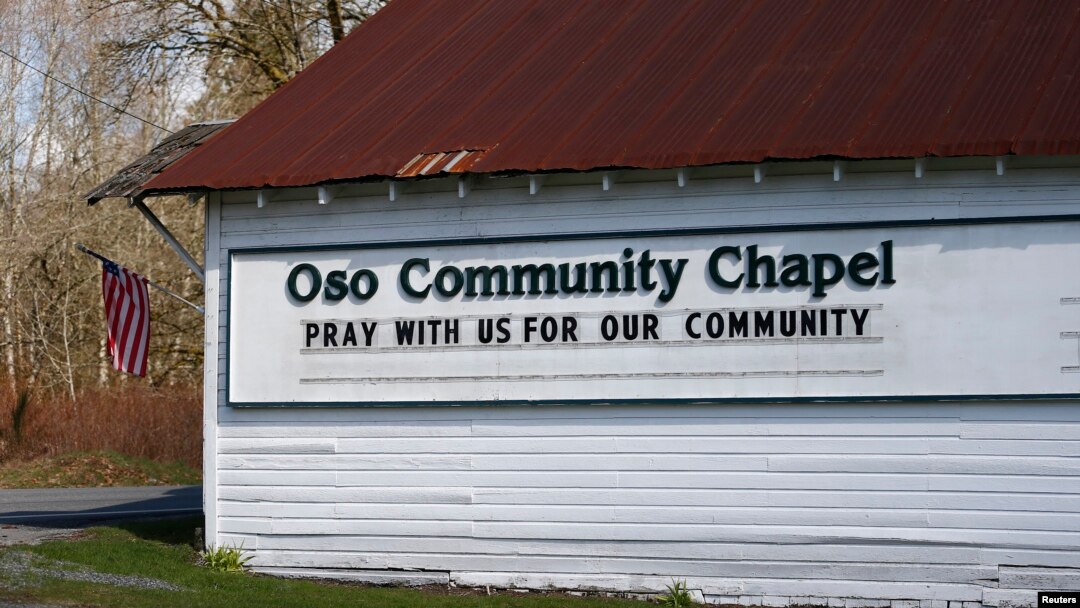 Oso Community Chapel
PRAY WITH US FOR OUR COMMUNITY
Reuters